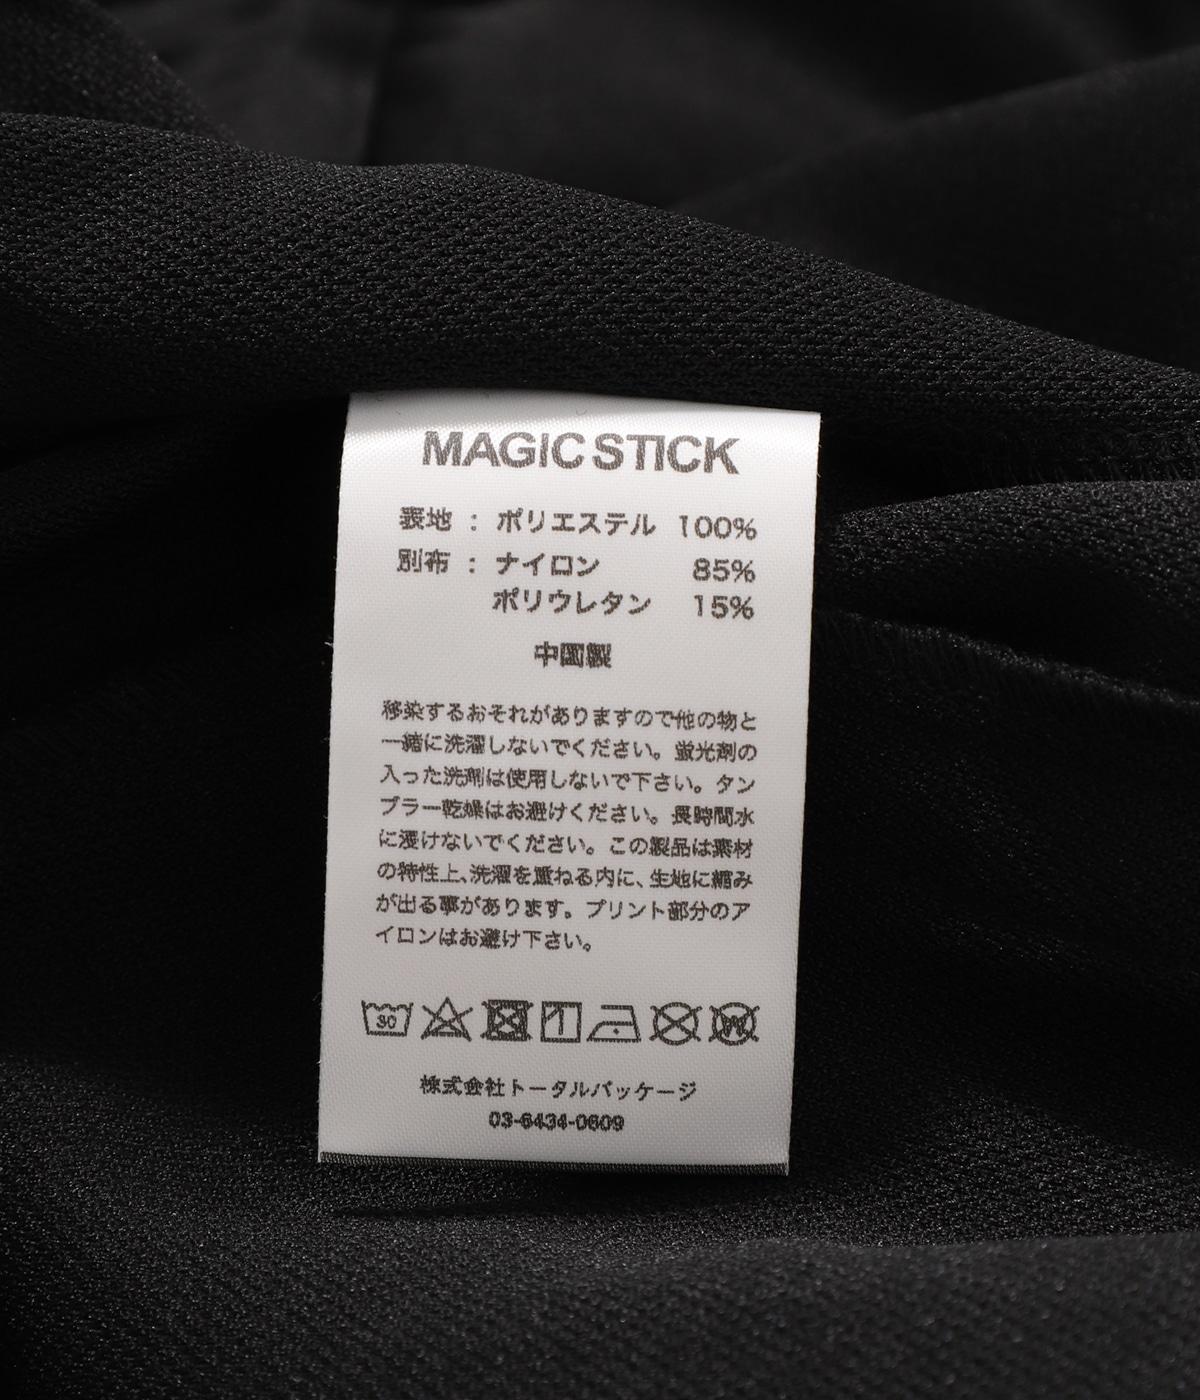 MAGIC STICK
表地 : ポリエステル 100%
別布 : ナイロン 85%
ポリウレタン 15%
中国製
移染するおそれがありますので他の物と
一緒に洗濯しないでください。蛍光剤の
入った洗剤は使用しないで下さい。タン
ブラー乾燥はお避けください。長時間水
に浸けないでください。この製品は素材
の特性上、洗濯を重ねる内に、生地に縮み
が出る事があります。プリント部分のア
イロンはお避け下さい。
30 W
株式会社トータルパッケージ
03-6434-0609